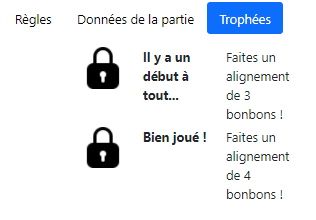 Règles Données de la partie Trophées
Il y a un
début à
tout...
Faites un
alignement
de 3
bonbons !
Bien joué !
Faites un
alignement
de 4
bonbons !